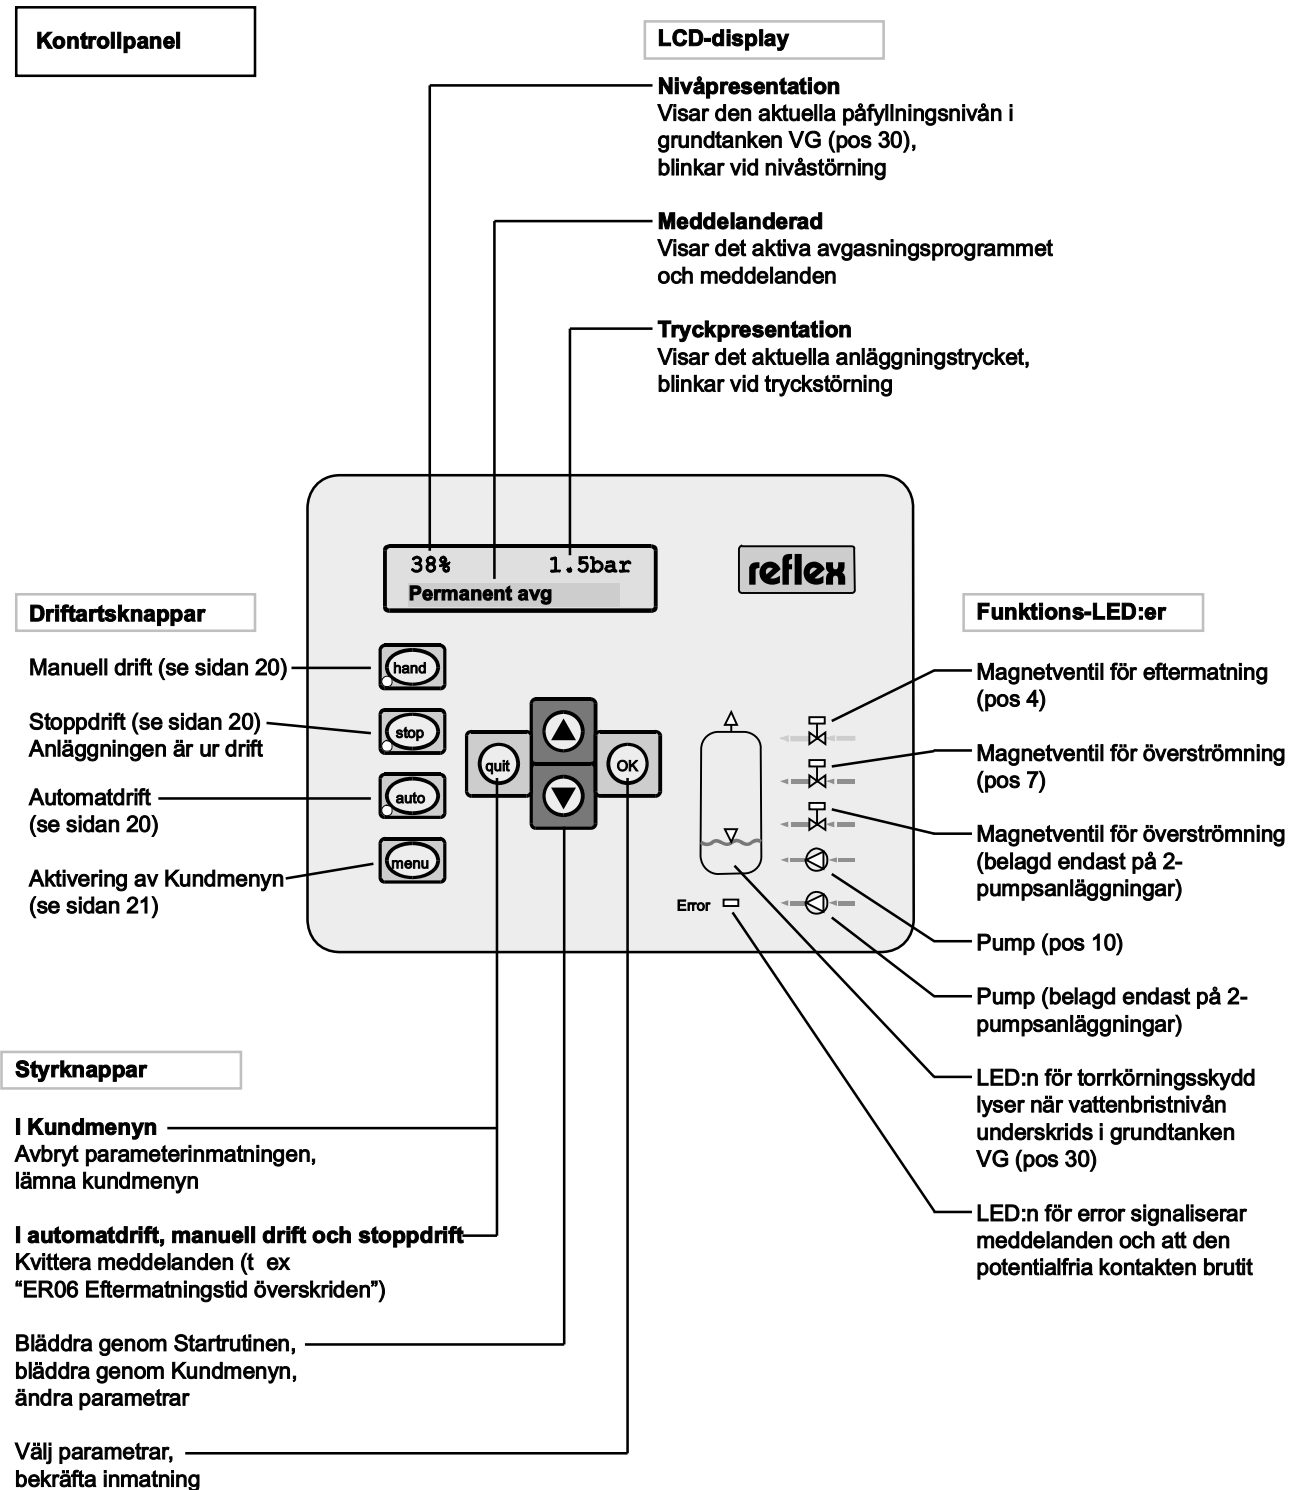 Kontrollpanel
LCD-display
Nivåpresentation
Visar den aktuella påfyllningsnivån i
grundtanken VG (pos 30),
blinkar vid nivåstörning
Meddelanderad
Visar det aktiva avgasningsprogrammet
och meddelanden
Tryckpresentation
Visar det aktuella anläggningstrycket,
blinkar vid tryckstörning
38% 1.5bar
Permanent avg
reflex
Driftartsknappar
Manuell drift (se sidan 20)
Stoppdrift (se sidan 20)
Anläggningen är ur drift
Automatdrift
(se sidan 20)
Aktivering av Kundmenyn
(se sidan 21)
hand
stop
auto
menu
quit
OK
Error
Funktions-LED:er
Magnetventil för eftermatning
(pos 4)
Magnetventil för överströmning
(pos 7)
Magnetventil för överströmning
(belagd endast på 2-
pumpsanläggningar)
Pump (pos 10)
Pump (belagd endast på 2-
pumpsanläggningar)
LED:n för torrkörningsskydd
lyser när vattenbristnivån
underskrids i grundtanken
VG (pos 30)
LED:n för error signaliserar
meddelanden och att den
potentialfria kontakten brutit
Styrknappar
I Kundmenyn
Avbryt parameterinmatningen,
lämna kundmenyn
I automatdrift, manuell drift och stoppdrift
Kvittera meddelanden (t ex
“ER06 Eftermatningstid överskriden”)
Bläddra genom Startrutinen,
bläddra genom Kundmenyn,
ändra parametrar
Välj parametrar,
bekräfta inmatning